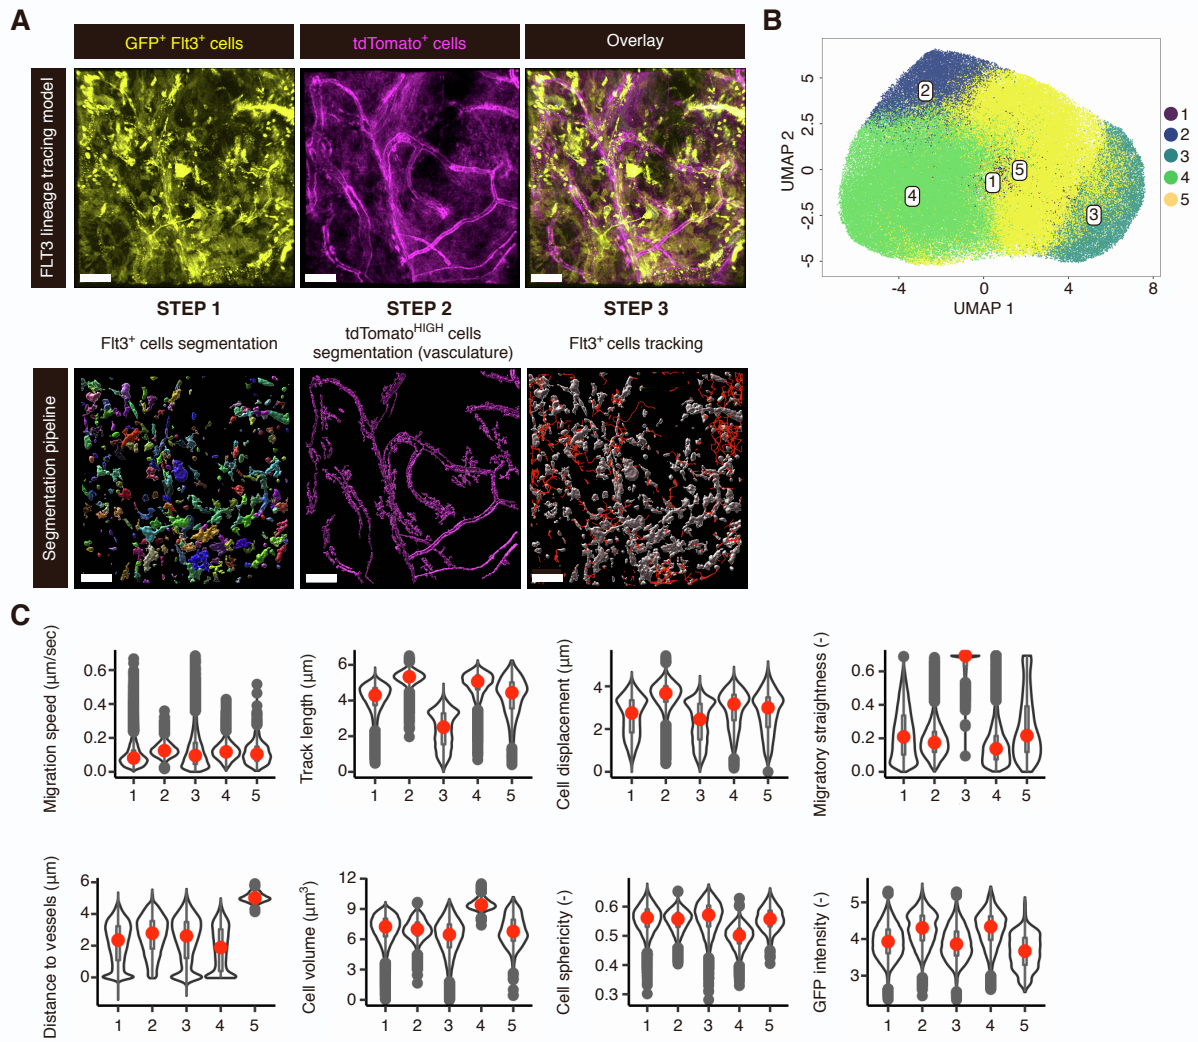 A
GFP+ Flt3+ cells
tdTomato+ cells
Overlay
FLT3 lineage tracing model
STEP 1
STEP 2
STEP 3
Flt3+ cells segmentation
tdTomatoHIGH cells
segmentation (vasculature)
Flt3+ cells tracking
Segmentation pipeline
B
UMAP 2
5
2.5
0
-2.5
-5
2
4
1
5
3
-4
0
4
8
UMAP 1
1
2
3
4
5
C
Migration speed (μm/sec)
0.6
0.4
0.2
0.0
1 2 3 4 5
Track length (μm)
6
4
2
0
1 2 3 4 5
Cell displacement (μm)
4
2
0
1 2 3 4 5
Migratory straightness (-)
0.6
0.4
0.2
0.0
1 2 3 4 5
Distance to vessels (μm)
6
4
2
0
1 2 3 4 5
Cell volume (μm3)
12
9
6
3
0
1 2 3 4 5
Cell sphericity (-)
0.6
0.5
0.4
0.3
1 2 3 4 5
GFP intensity (-)
5
4
3
1 2 3 4 5